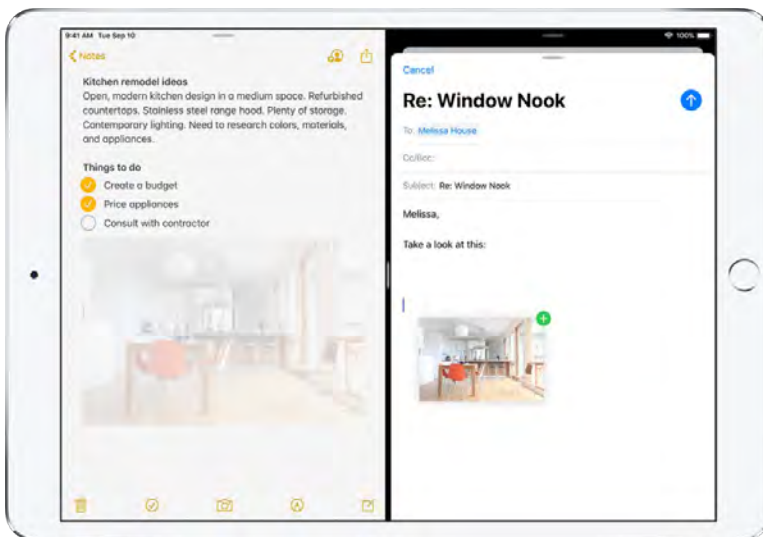 9:41 AM Tue Sep 10
100%
Notes
Kitchen remodel ideas
Open, modern kitchen design in a medium space. Refurbished
countertops. Stainless steel range hood. Plenty of storage.
Contemporary lighting. Need to research colors, materials,
and appliances.
Things to do
Create a budget
Price appliances
Consult with contractor
Cancel
Re: Window Nook
To: Melissa House
Cc/Bcc:
Subject: Re: Window Nook
Melissa,
Take a look at this: